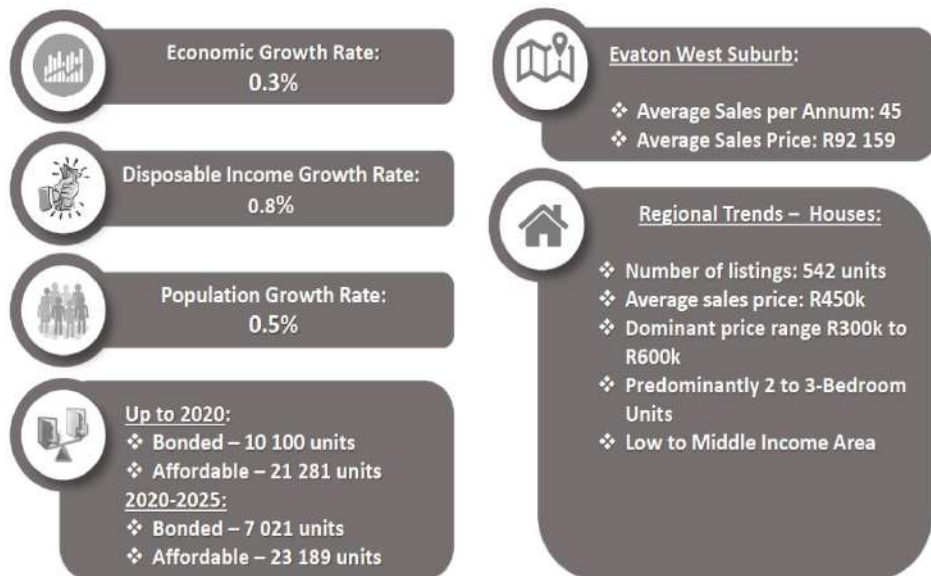 Economic Growth Rate:
0.3%
Disposable Income Growth Rate:
0.8%
Population Growth Rate:
0.5%
Up to 2020:
❖ Bonded – 10 100 units
❖ Affordable – 21 281 units
2020-2025:
❖ Bonded – 7 021 units
❖ Affordable – 23 189 units
Evaton West Suburb:
❖ Average Sales per Annum: 45
❖ Average Sales Price: R92 159
Regional Trends – Houses:
❖ Number of listings: 542 units
❖ Average sales price: R450k
❖ Dominant price range R300k to
R600k
❖ Predominantly 2 to 3-Bedroom
Units
❖ Low to Middle Income Area